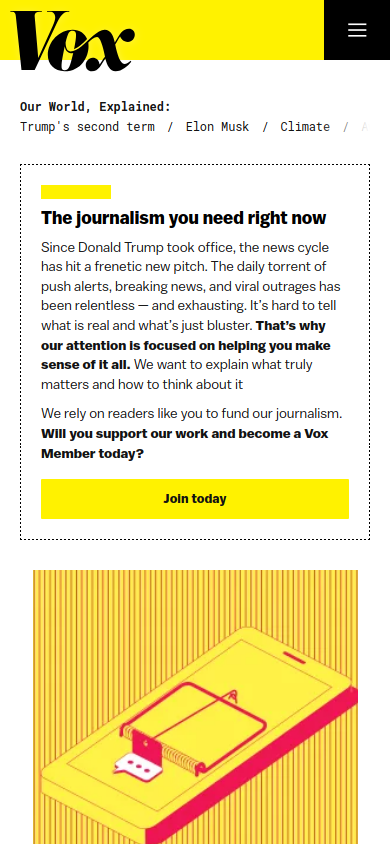 Vox
Our World, Explained:
Trump's second term / Elon Musk / Climate / A
The journalism you need right now
Since Donald Trump took office, the news cycle
has hit a frenetic new pitch. The daily torrent of
push alerts, breaking news, and viral outrages has
been relentless — and exhausting. It's hard to tell
what is real and what's just bluster. That's why
our attention is focused on helping you make
sense of it all. We want to explain what truly
matters and how to think about it
We rely on readers like you to fund our journalism.
Will you support our work and become a Vox
Member today?
Join today